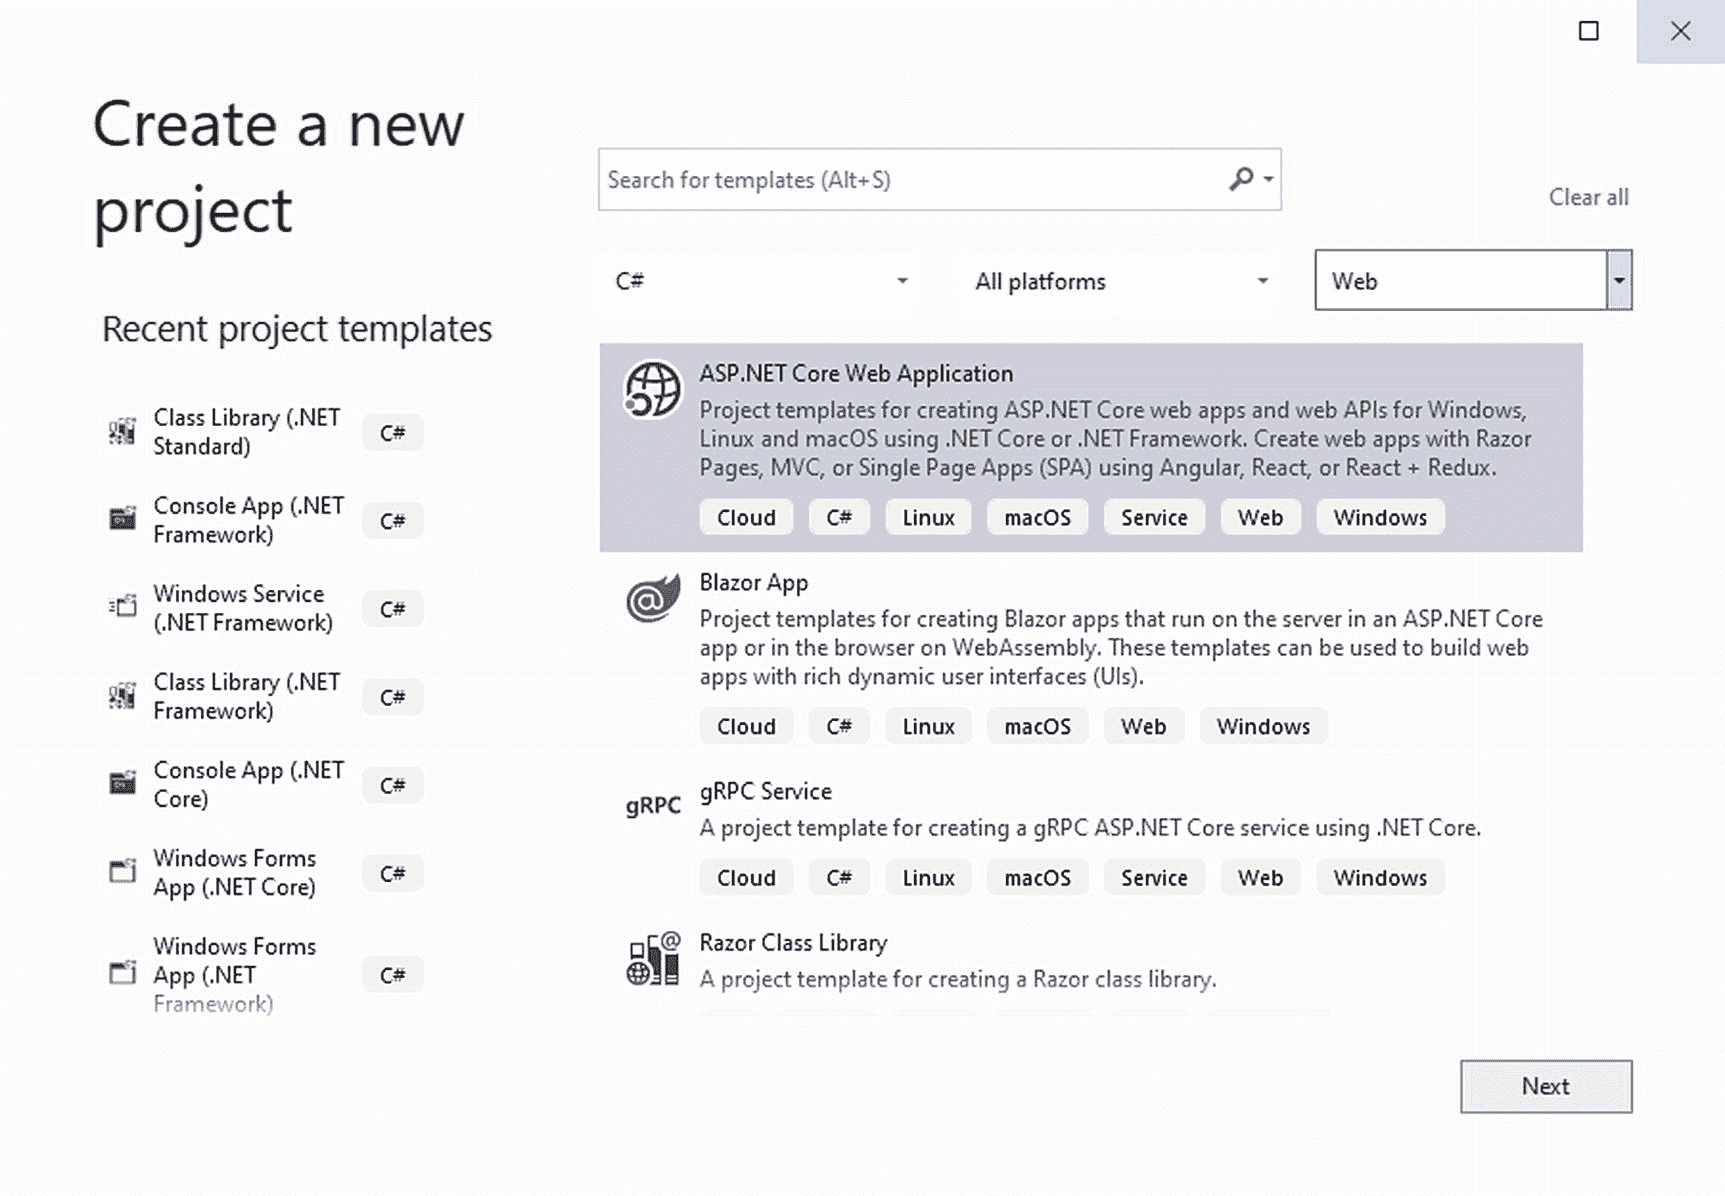 Create a new
project
Search for templates (Alt+S)
Clear all
C#
All platforms
Web
Recent project templates
Class Library (.NET
Standard)
C#
Console App (.NET
Framework)
C#
Windows Service
(.NET Framework)
C#
Class Library (.NET
Framework)
C#
Console App (.NET
Core)
C#
Windows Forms
App (.NET Core)
C#
Windows Forms
App (.NET
Framework)
C#
ASP.NET Core Web Application
Project templates for creating ASP.NET Core web apps and web APIs for Windows,
Linux and macOS using .NET Core or .NET Framework. Create web apps with Razor
Pages, MVC, or Single Page Apps (SPA) using Angular, React, or React + Redux.
Cloud C# Linux macOS Service Web Windows
Blazor App
Project templates for creating Blazor apps that run on the server in an ASP.NET Core
app or in the browser on WebAssembly. These templates can be used to build web
apps with rich dynamic user interfaces (UIs).
Cloud C# Linux macOS Web Windows
gRPC
gRPC Service
A project template for creating a gRPC ASP.NET Core service using .NET Core.
Cloud C# Linux macOS Service Web Windows
Razor Class Library
A project template for creating a Razor class library.
Next